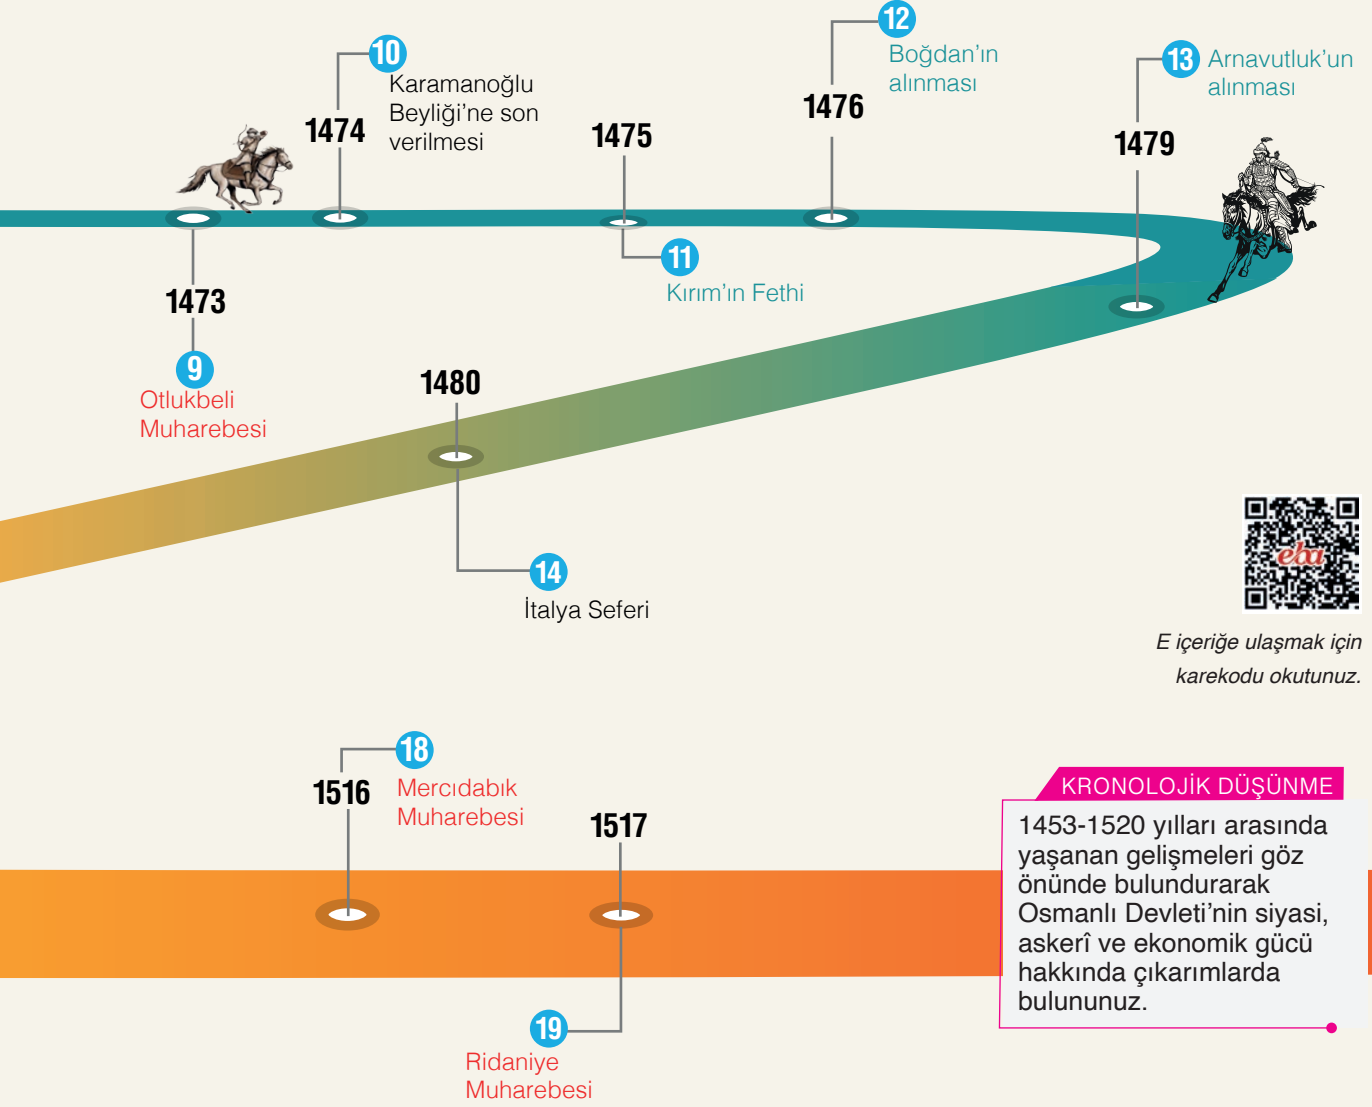 10
Karamanoğlu
Beyliği’ne son
verilmesi
1474
1475
12
Boğdan’ın
alınması
1476
13
Arnavutluk’un
alınması
1479
1473
9
Otlukbeli
Muharebesi
11
Kırım’ın Fethi
1480
14
İtalya Seferi
eba
E içeriğe ulaşmak için
karekodu okutunuz.
18
Mercıdabık
Muharebesi
1516
1517
19
Ridaniye
Muharebesi
KRONOLOJİK DÜŞÜNME
1453-1520 yılları arasında
yaşanan gelişmeleri göz
önünde bulundurarak
Osmanlı Devleti’nin siyasi,
askerî ve ekonomik gücü
hakkında çıkarımlarda
bulununuz.